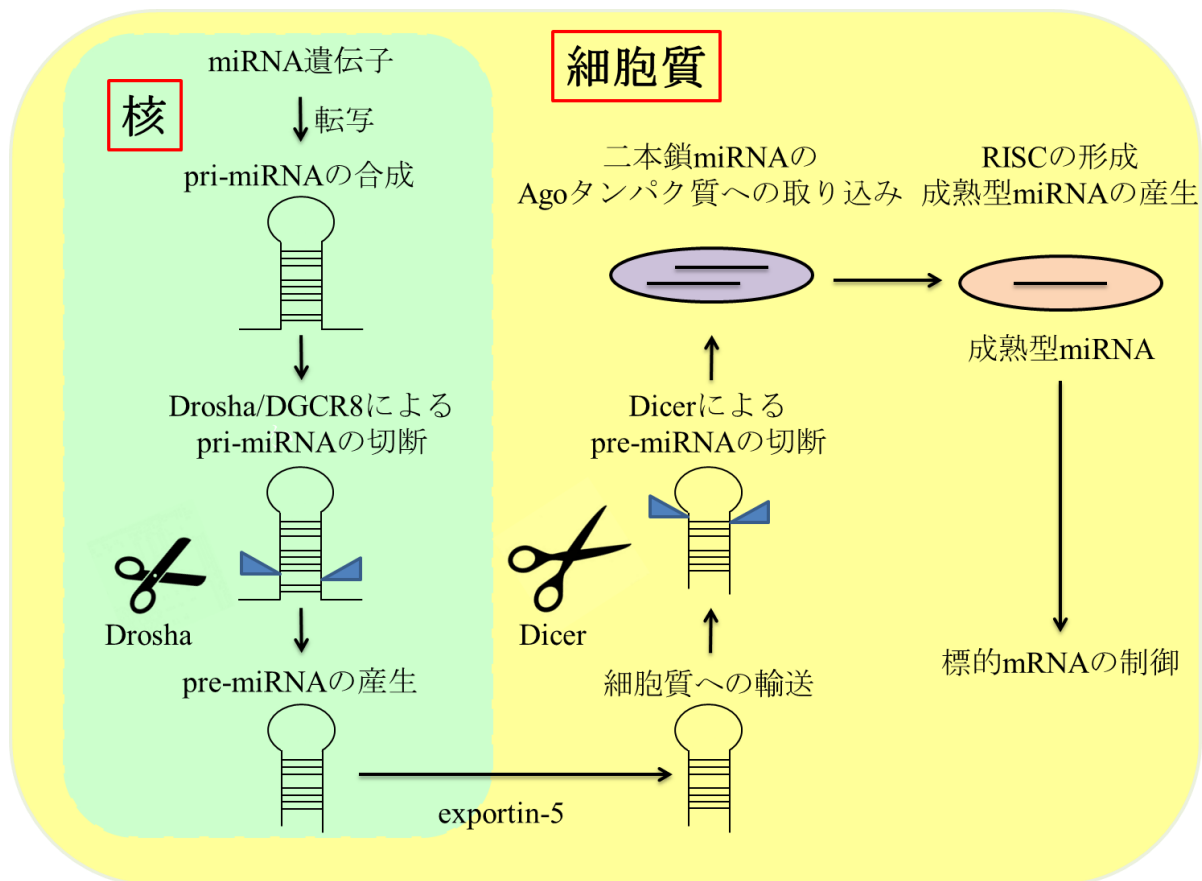 核
miRNA遺伝子
転写
pri-miRNAの合成
Drosha/DGCR8による
pri-miRNAの切断
Drosha
pre-miRNAの産生
exportin-5
細胞質
細胞質への輸送
Dicer
Dicerによる
pre-miRNAの切断
二本鎖miRNAの
Agoタンパク質への取り込み
RISCの形成
成熟型miRNAの産生
成熟型miRNA
標的mRNAの制御